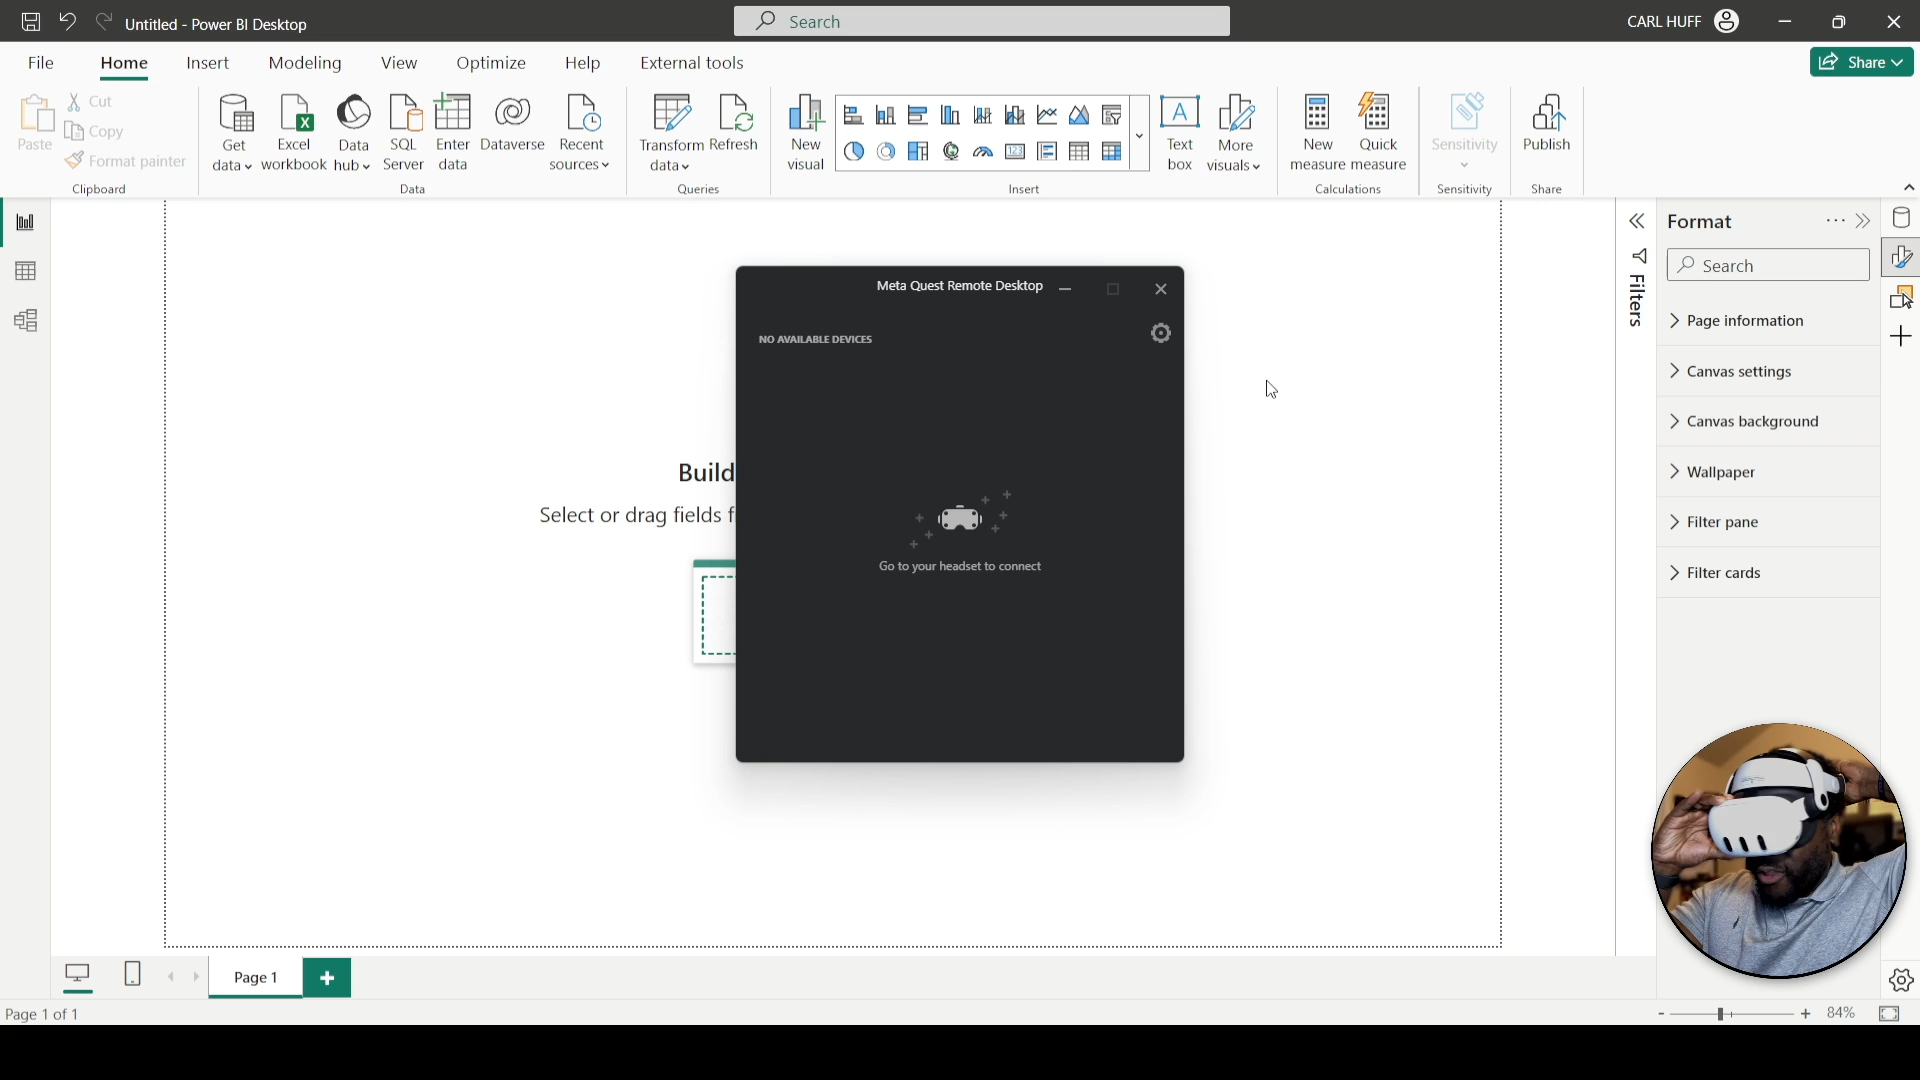 Untitled - Power BI Desktop
Search
CARL HUFF
File
Home
Insert
Modeling
View
Optimize
Help
External tools
Share
Paste
Cut
Copy
Format painter
Clipboard
Get data
Excel workbook
Data hub
SQL Server
Enter data
Dataverse
Recent sources
Data
Transform data
Refresh
Queries
New visual
123
A
Text box
More visuals
Insert
New measure
Quick measure
Calculations
Sensitivity
Sensitivity
Publish
Share
Filters
Format
Search
Page information
Canvas settings
Canvas background
Wallpaper
Filter pane
Filter cards
Build
Select or drag fields f
Meta Quest Remote Desktop
NO AVAILABLE DEVICES
Go to your headset to connect
Page 1
Page 1 of 1
84%